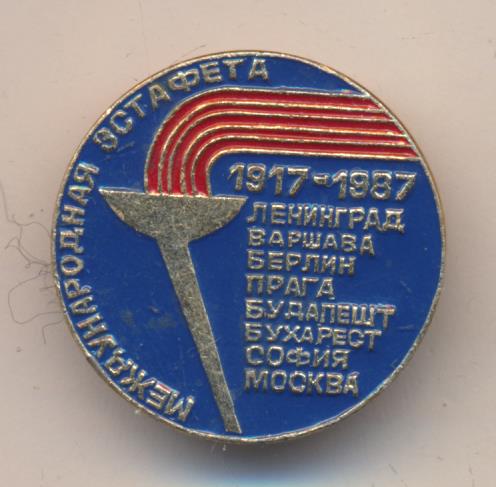 МЕЖДУНАРОДНАЯ ЭСТАФЕТА
1917-1987
ЛЕНИНГРАД
ВАРШАВА
БЕРЛИН
ПРАГА
БУДАПЕШТ
БУХАРЕСТ
СОФИЯ
МОСКВА